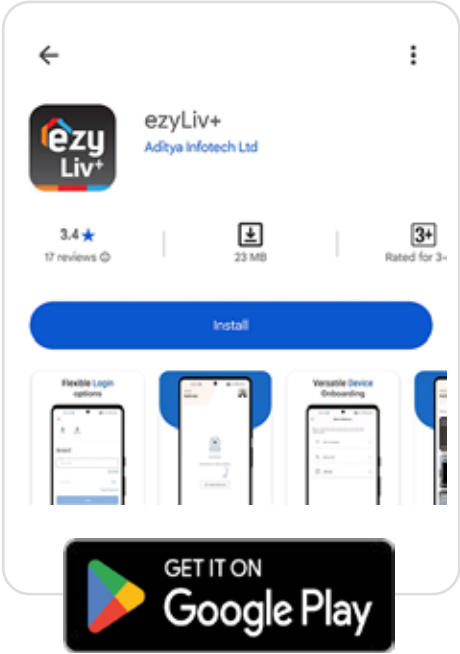 ezyLiv+
Aditya Infotech Ltd
ezy
Liv+
3.4★
17 reviews
23 MB
3+
Rated for 3+
Install
Flexible Login
options
Versatile Device
Onboarding
GET IT ON
Google Play